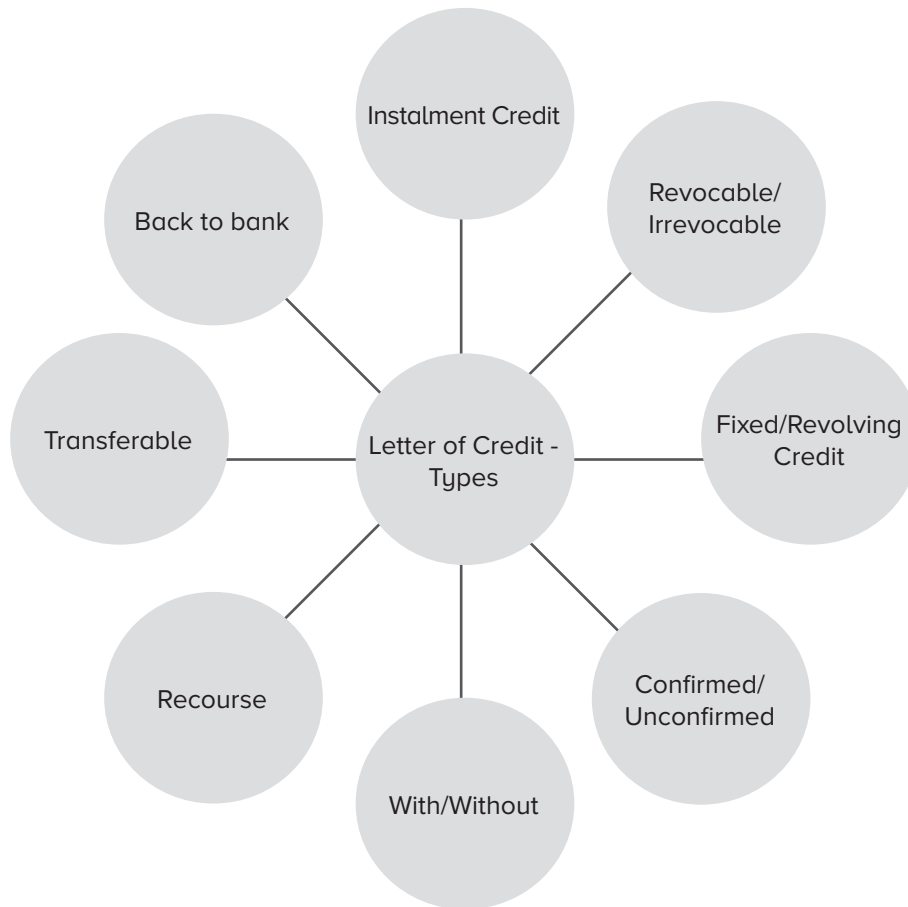 Instalment Credit
Revocable/
Irrevocable
Back to bank
Fixed/Revolving
Credit
Transferable
Letter of Credit -
Types
Confirmed/
Unconfirmed
Recourse
With/Without